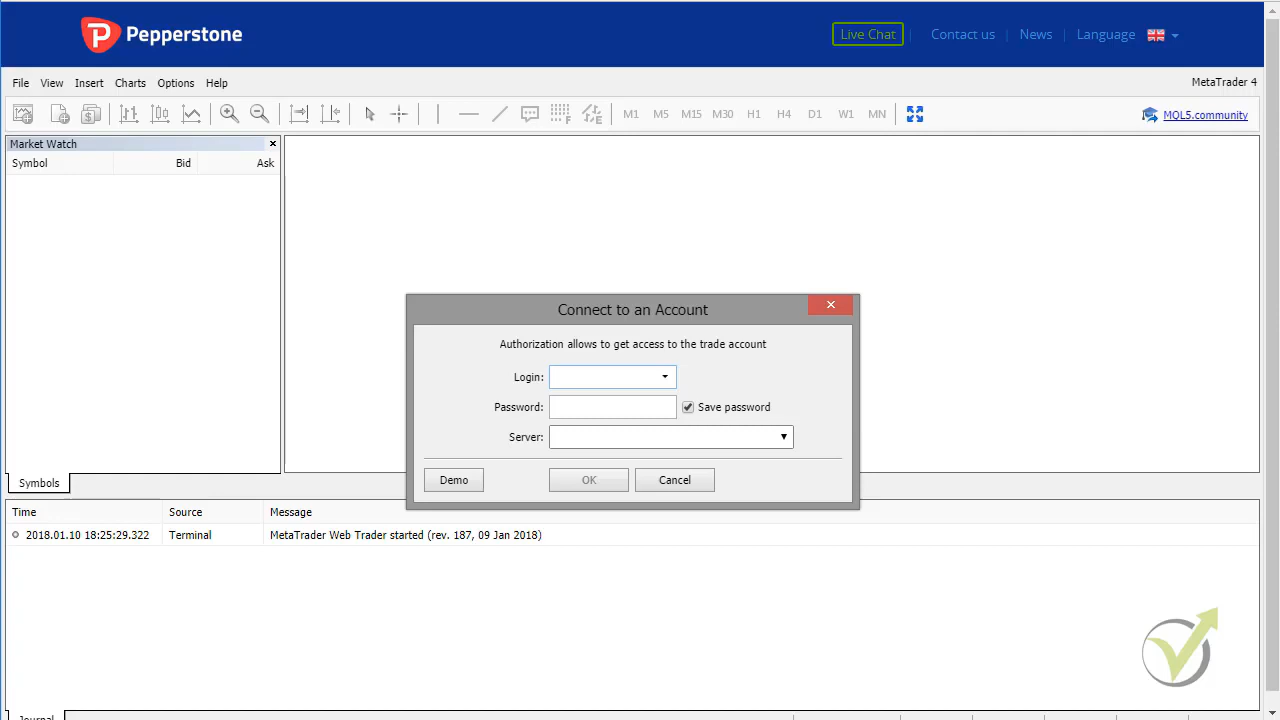 Pepperstone
Live Chat
Contact us
News
Language
File View Insert Charts Options Help
MetaTrader 4
M1 M5 M15 M30 H1 H4 D1 W1 MN
MQL5.community
Market Watch
Symbol Bid Ask
Connect to an Account
Authorization allows to get access to the trade account
Login:
Password:
Save password
Server:
Demo OK Cancel
Symbols
Time Source Message
2018.01.10 18:25:29.322 Terminal MetaTrader Web Trader started (rev. 187, 09 Jan 2018)
Journal